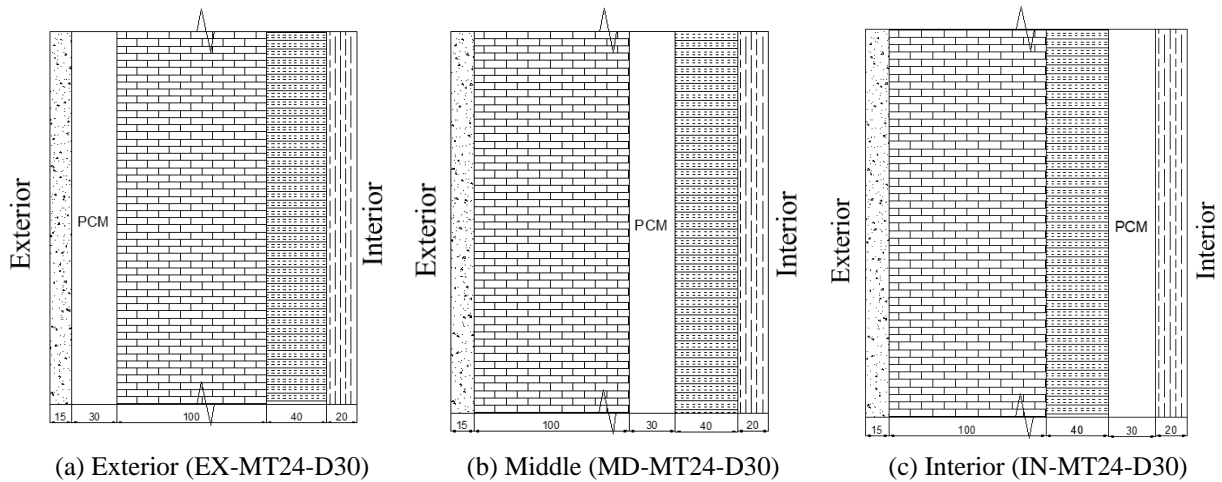 Exterior
PCM
Interior
15 30 100 40 20
(a) Exterior (EX-MT24-D30)
Exterior
PCM
Interior
15 100 30 40 20
(b) Middle (MD-MT24-D30)
Exterior
PCM
Interior
15 100 40 30 20
(c) Interior (IN-MT24-D30)